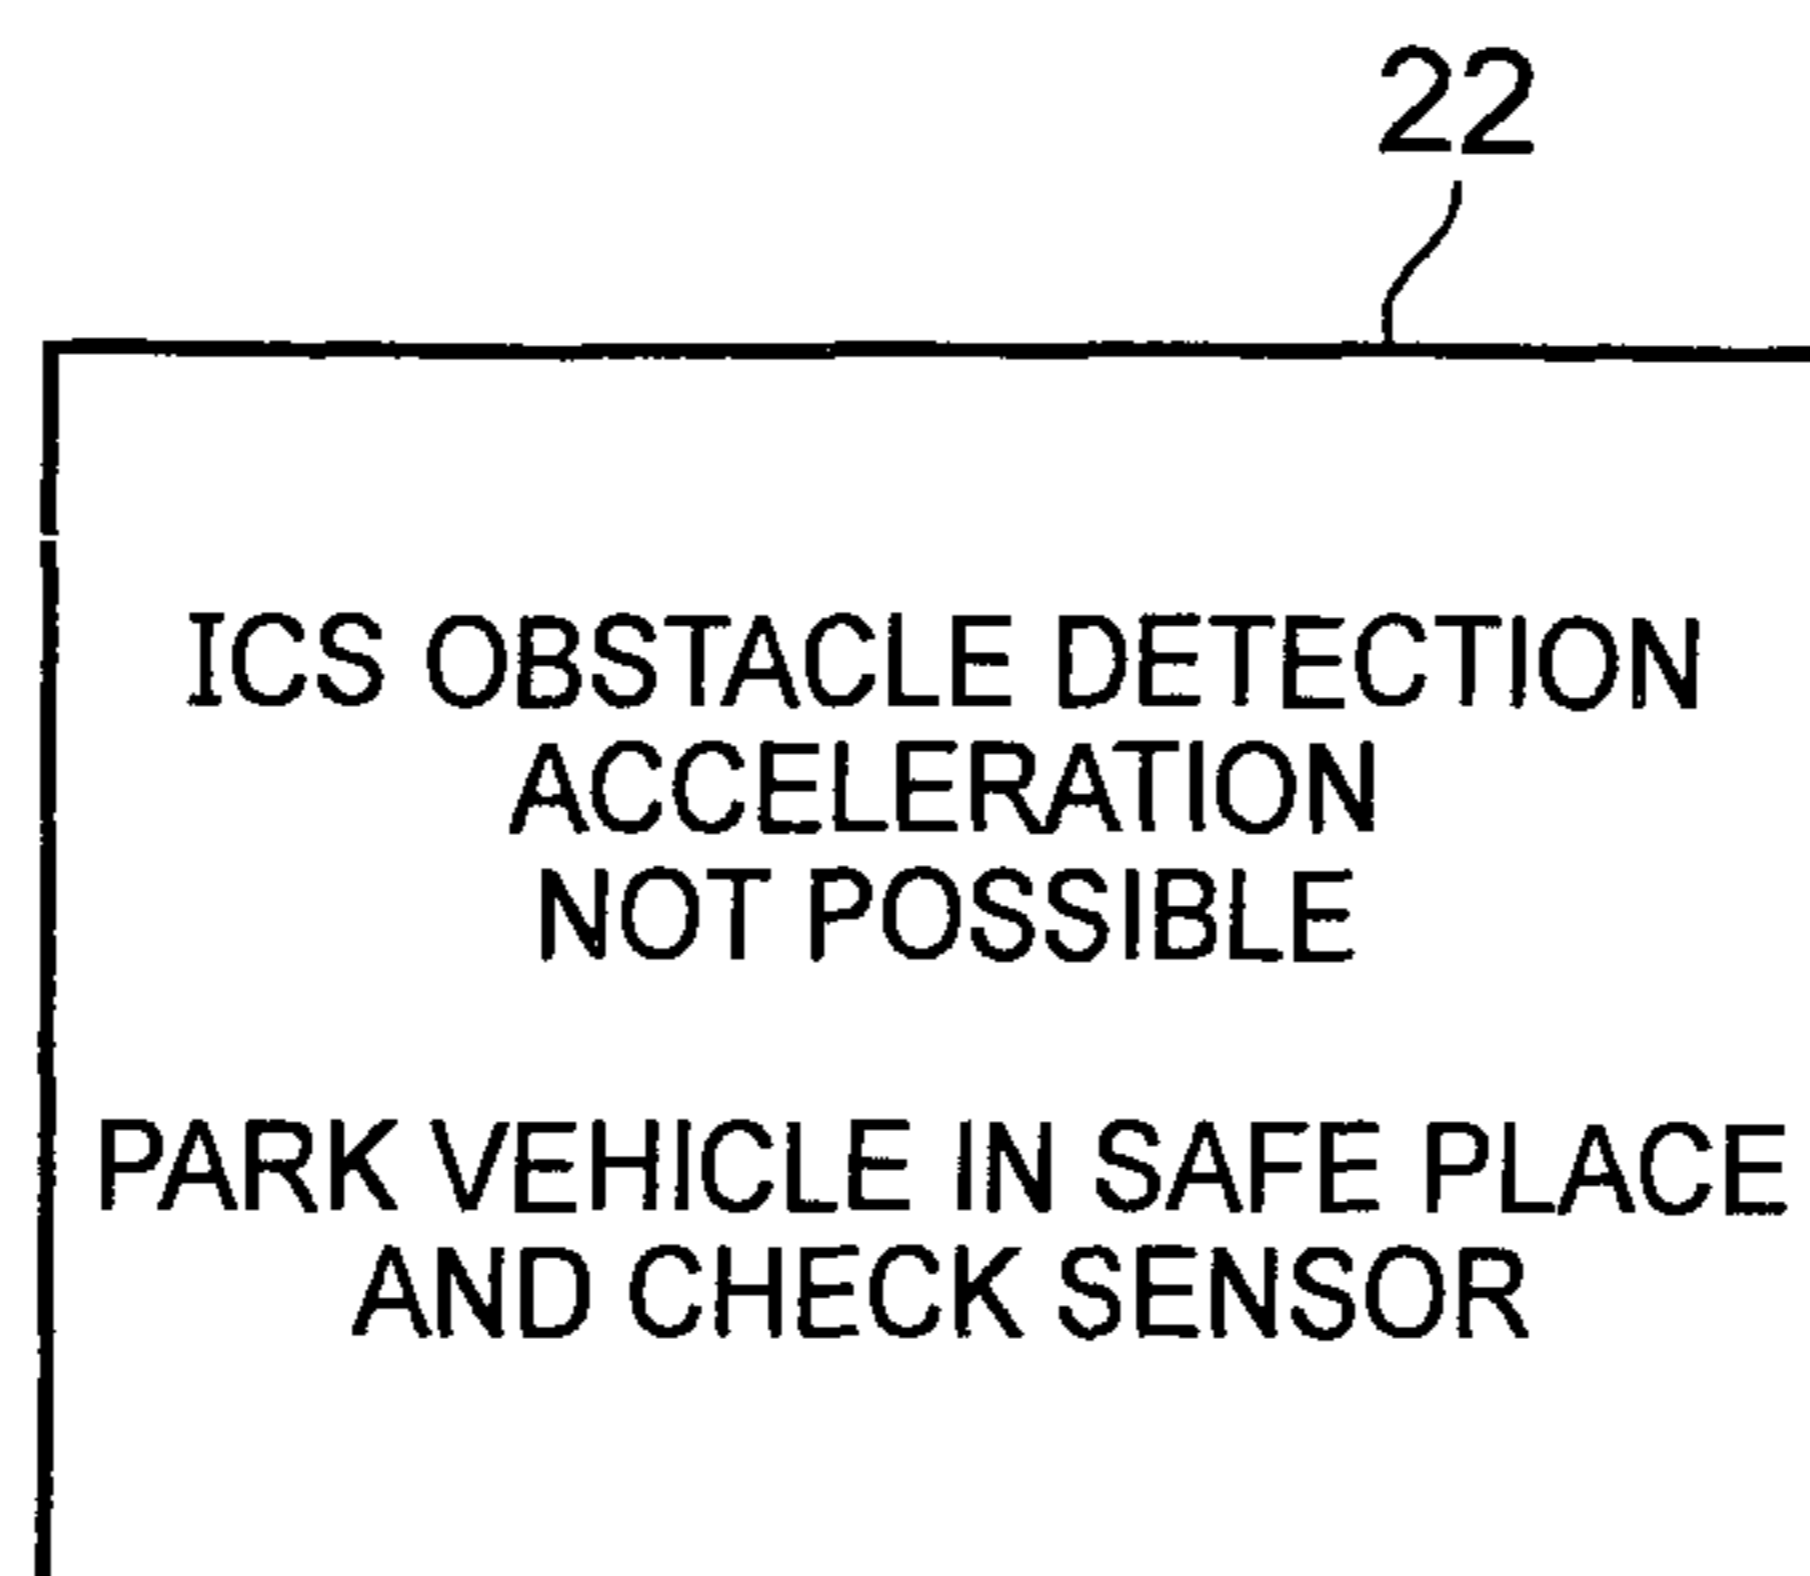 22
ICS OBSTACLE DETECTION
ACCELERATION
NOT POSSIBLE
PARK VEHICLE IN SAFE PLACE
AND CHECK SENSOR